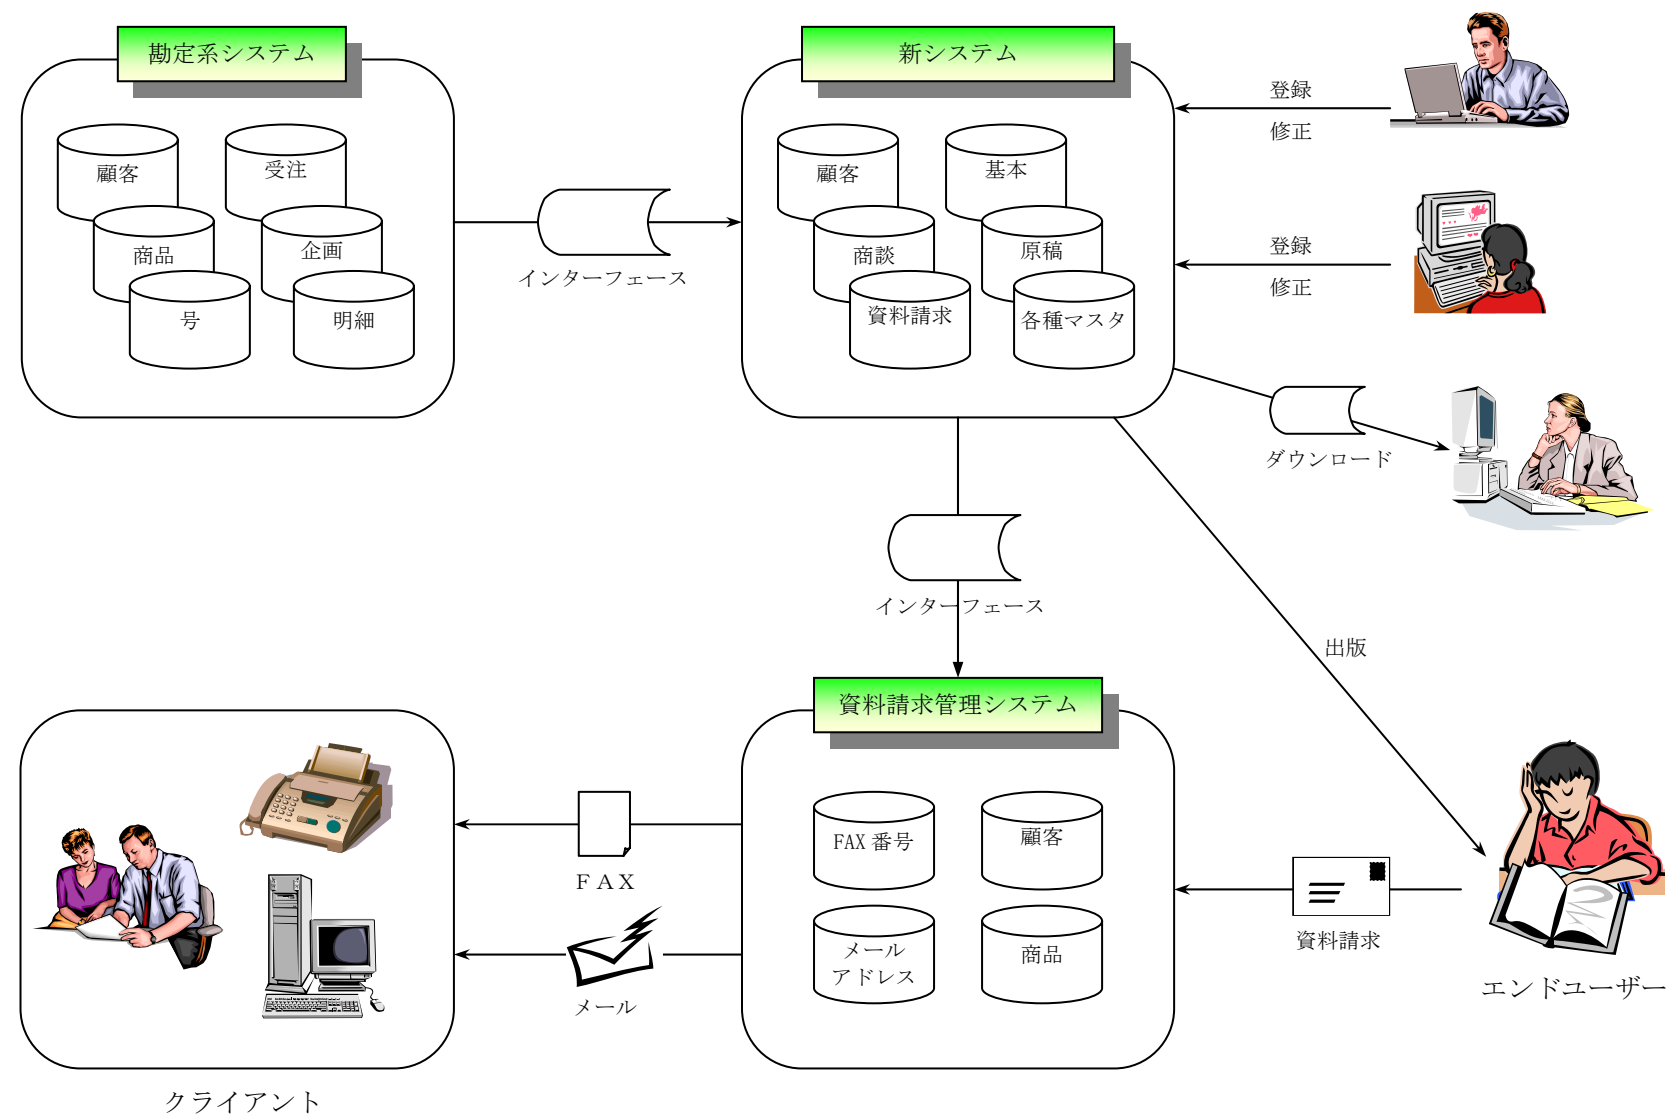 勘定系システム
新システム
登録
修正
顧客
受注
商品
企画
号
明細
インターフェース
顧客
基本
商談
原稿
資料請求
各種マスタ
登録
修正
ダウンロード
インターフェース
出版
資料請求管理システム
FAX 番号
顧客
メール
アドレス
商品
ＦＡＸ
メール
資料請求
エンドユーザー
クライアント